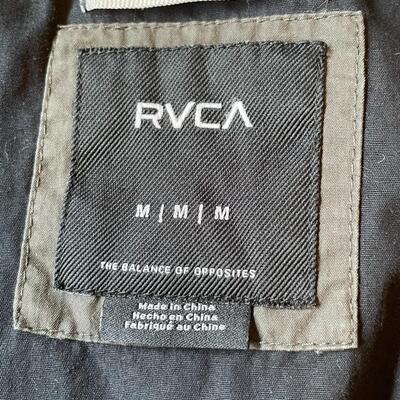 RVCA
M | M | M
THE BALANCE OF OPPOSITES
Made in China
Hecho en China
Fabriqué au Chine